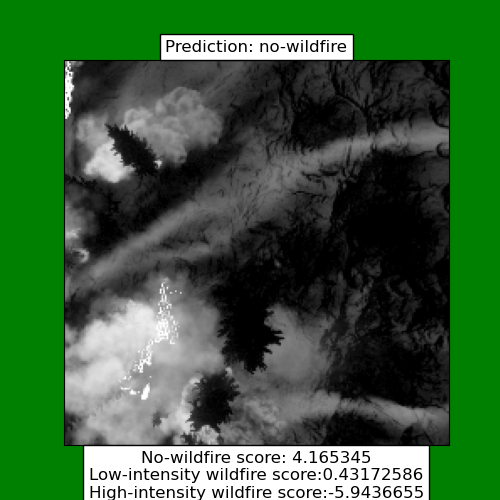 Prediction: no-wildfire
No-wildfire score: 4.165345
Low-intensity wildfire score:0.43172586
High-intensity wildfire score:-5.9436655